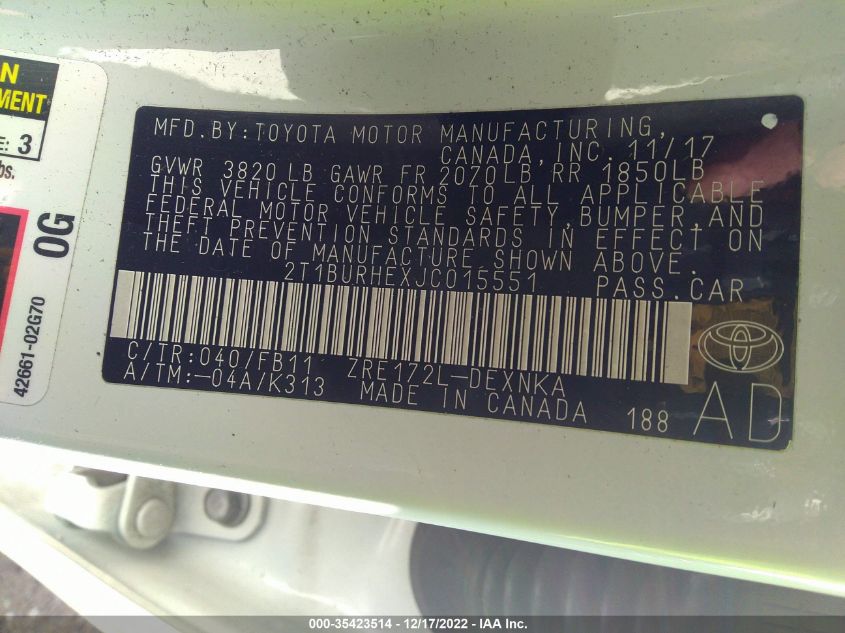 N
MENT
E: 3
bs.
0G
42661-02G70
MFD.BY:TOYOTA MOTOR MANUFACTURING,
CANADA,INC. 11/17
GVWR 3820 LB GAWR FR 2070LB RR 1850LB
THIS VEHICLE CONFORMS TO ALL APPLICABLE
FEDERAL MOTOR VEHICLE SAFETY,BUMPER,AND
THEFT PREVENTION STANDARDS IN EFFECT ON
THE DATE OF MANUFACTURE SHOWN ABOVE.
2T1BURHEXJC015551 PASS.CAR
C/TR:040/FB11 ZRE172L-DEXNKA
A/TM:-04A/K313 MADE IN CANADA 188
AD
000-35423514 - 12/17/2022 - IAA Inc.